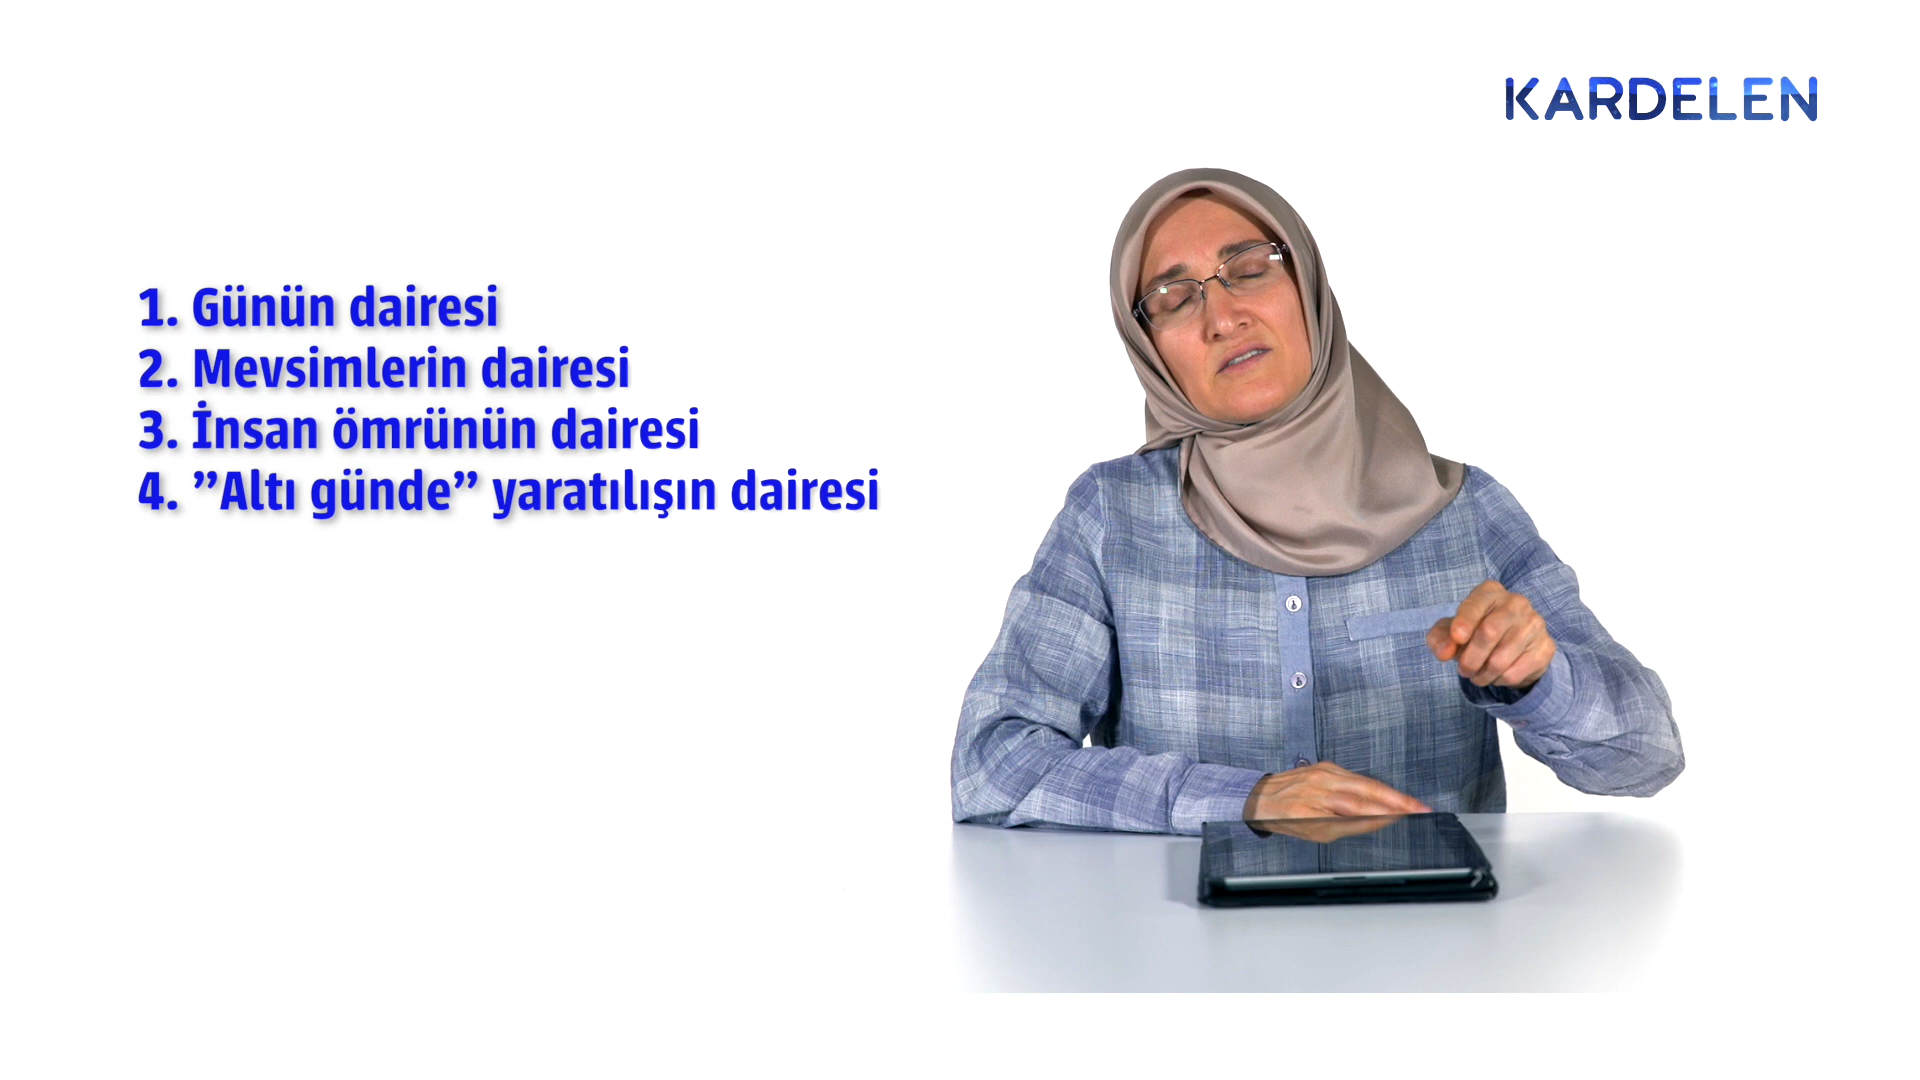 KARDELEN
1. Günün dairesi
2. Mevsimlerin dairesi
3. İnsan ömrünün dairesi
4. ”Altı günde” yaratılışın dairesi